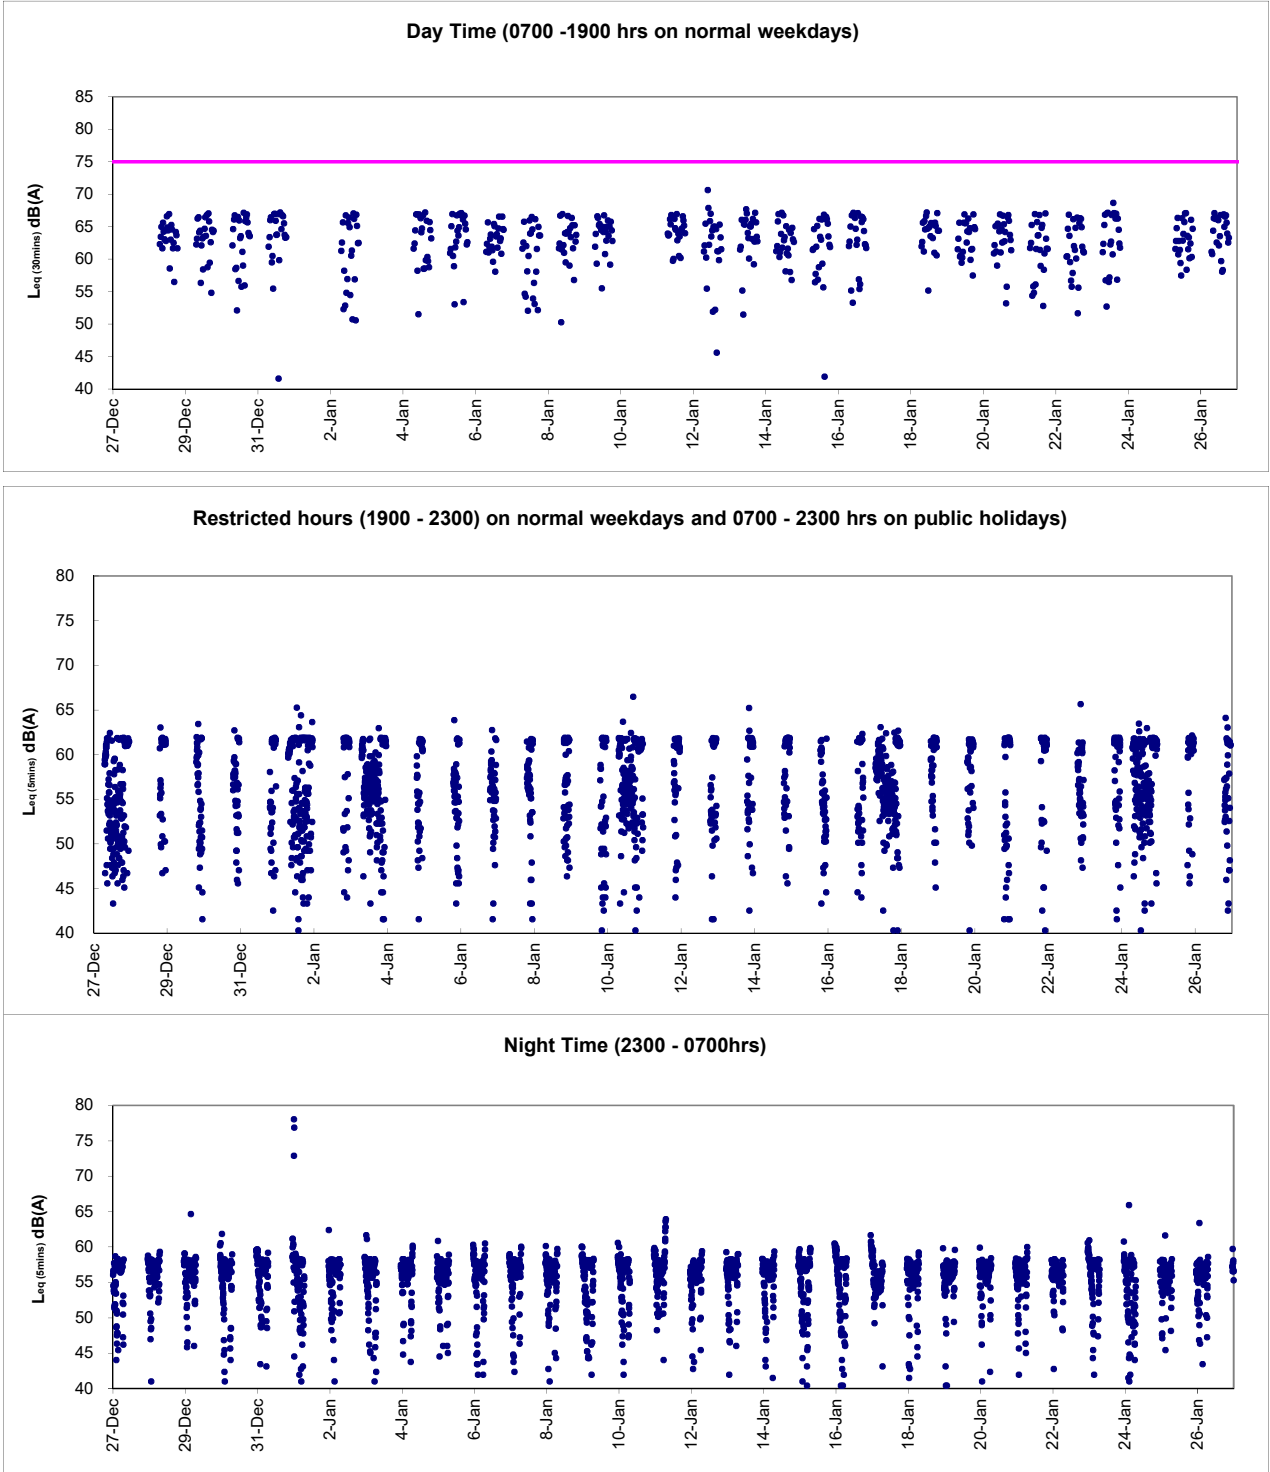 Day Time (0700 -1900 hrs on normal weekdays)
85
80
75
70
65
60
55
50
45
40
Leq (30mins) dB(A)
27-Dec
29-Dec
31-Dec
2-Jan
4-Jan
6-Jan
8-Jan
10-Jan
12-Jan
14-Jan
16-Jan
18-Jan
20-Jan
22-Jan
24-Jan
26-Jan
Restricted hours (1900 - 2300) on normal weekdays and 0700 - 2300 hrs on public holidays)
80
75
70
65
60
55
50
45
40
Leq (5mins) dB(A)
27-Dec
29-Dec
31-Dec
2-Jan
4-Jan
6-Jan
8-Jan
10-Jan
12-Jan
14-Jan
16-Jan
18-Jan
20-Jan
22-Jan
24-Jan
26-Jan
Night Time (2300 - 0700hrs)
80
75
70
65
60
55
50
45
40
Leq (5mins) dB(A)
27-Dec
29-Dec
31-Dec
2-Jan
4-Jan
6-Jan
8-Jan
10-Jan
12-Jan
14-Jan
16-Jan
18-Jan
20-Jan
22-Jan
24-Jan
26-Jan